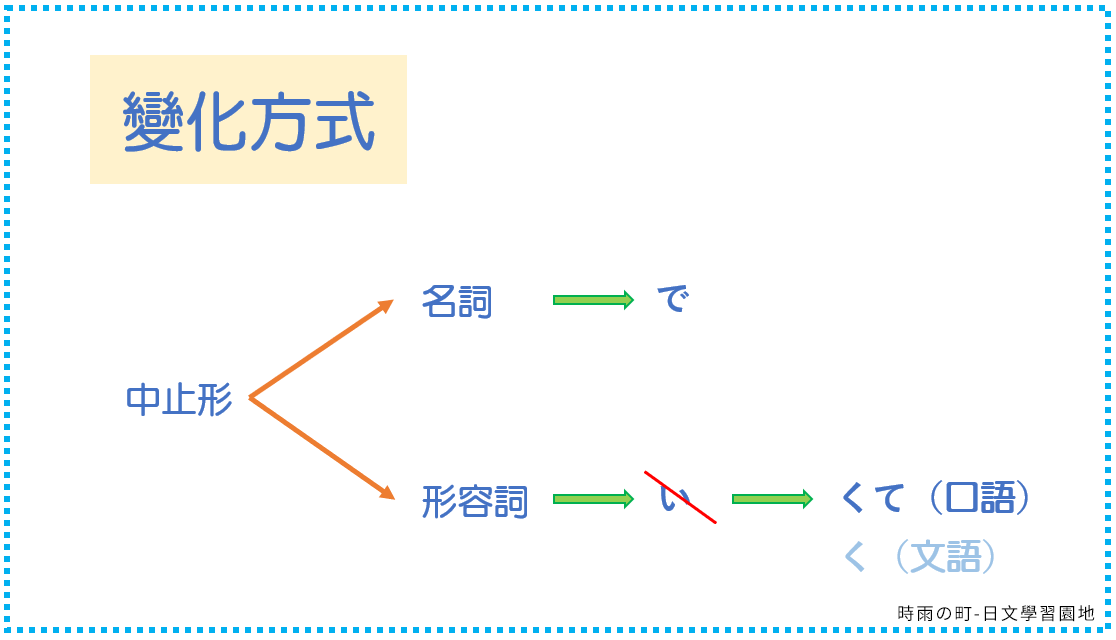 變化方式
名詞 で
中止形
形容詞 い くて（口語）
く（文語）
時雨の町-日文學習園地